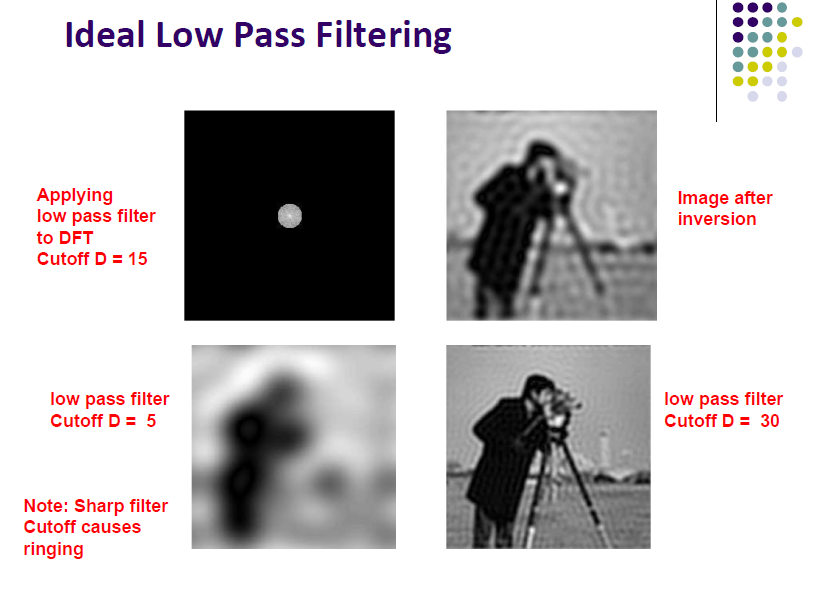 Ideal Low Pass Filtering
Applying
low pass filter
to DFT
Cutoff D = 15
Image after
inversion
low pass filter
Cutoff D =  5
low pass filter
Cutoff D =  30
Note: Sharp filter
Cutoff causes
ringing